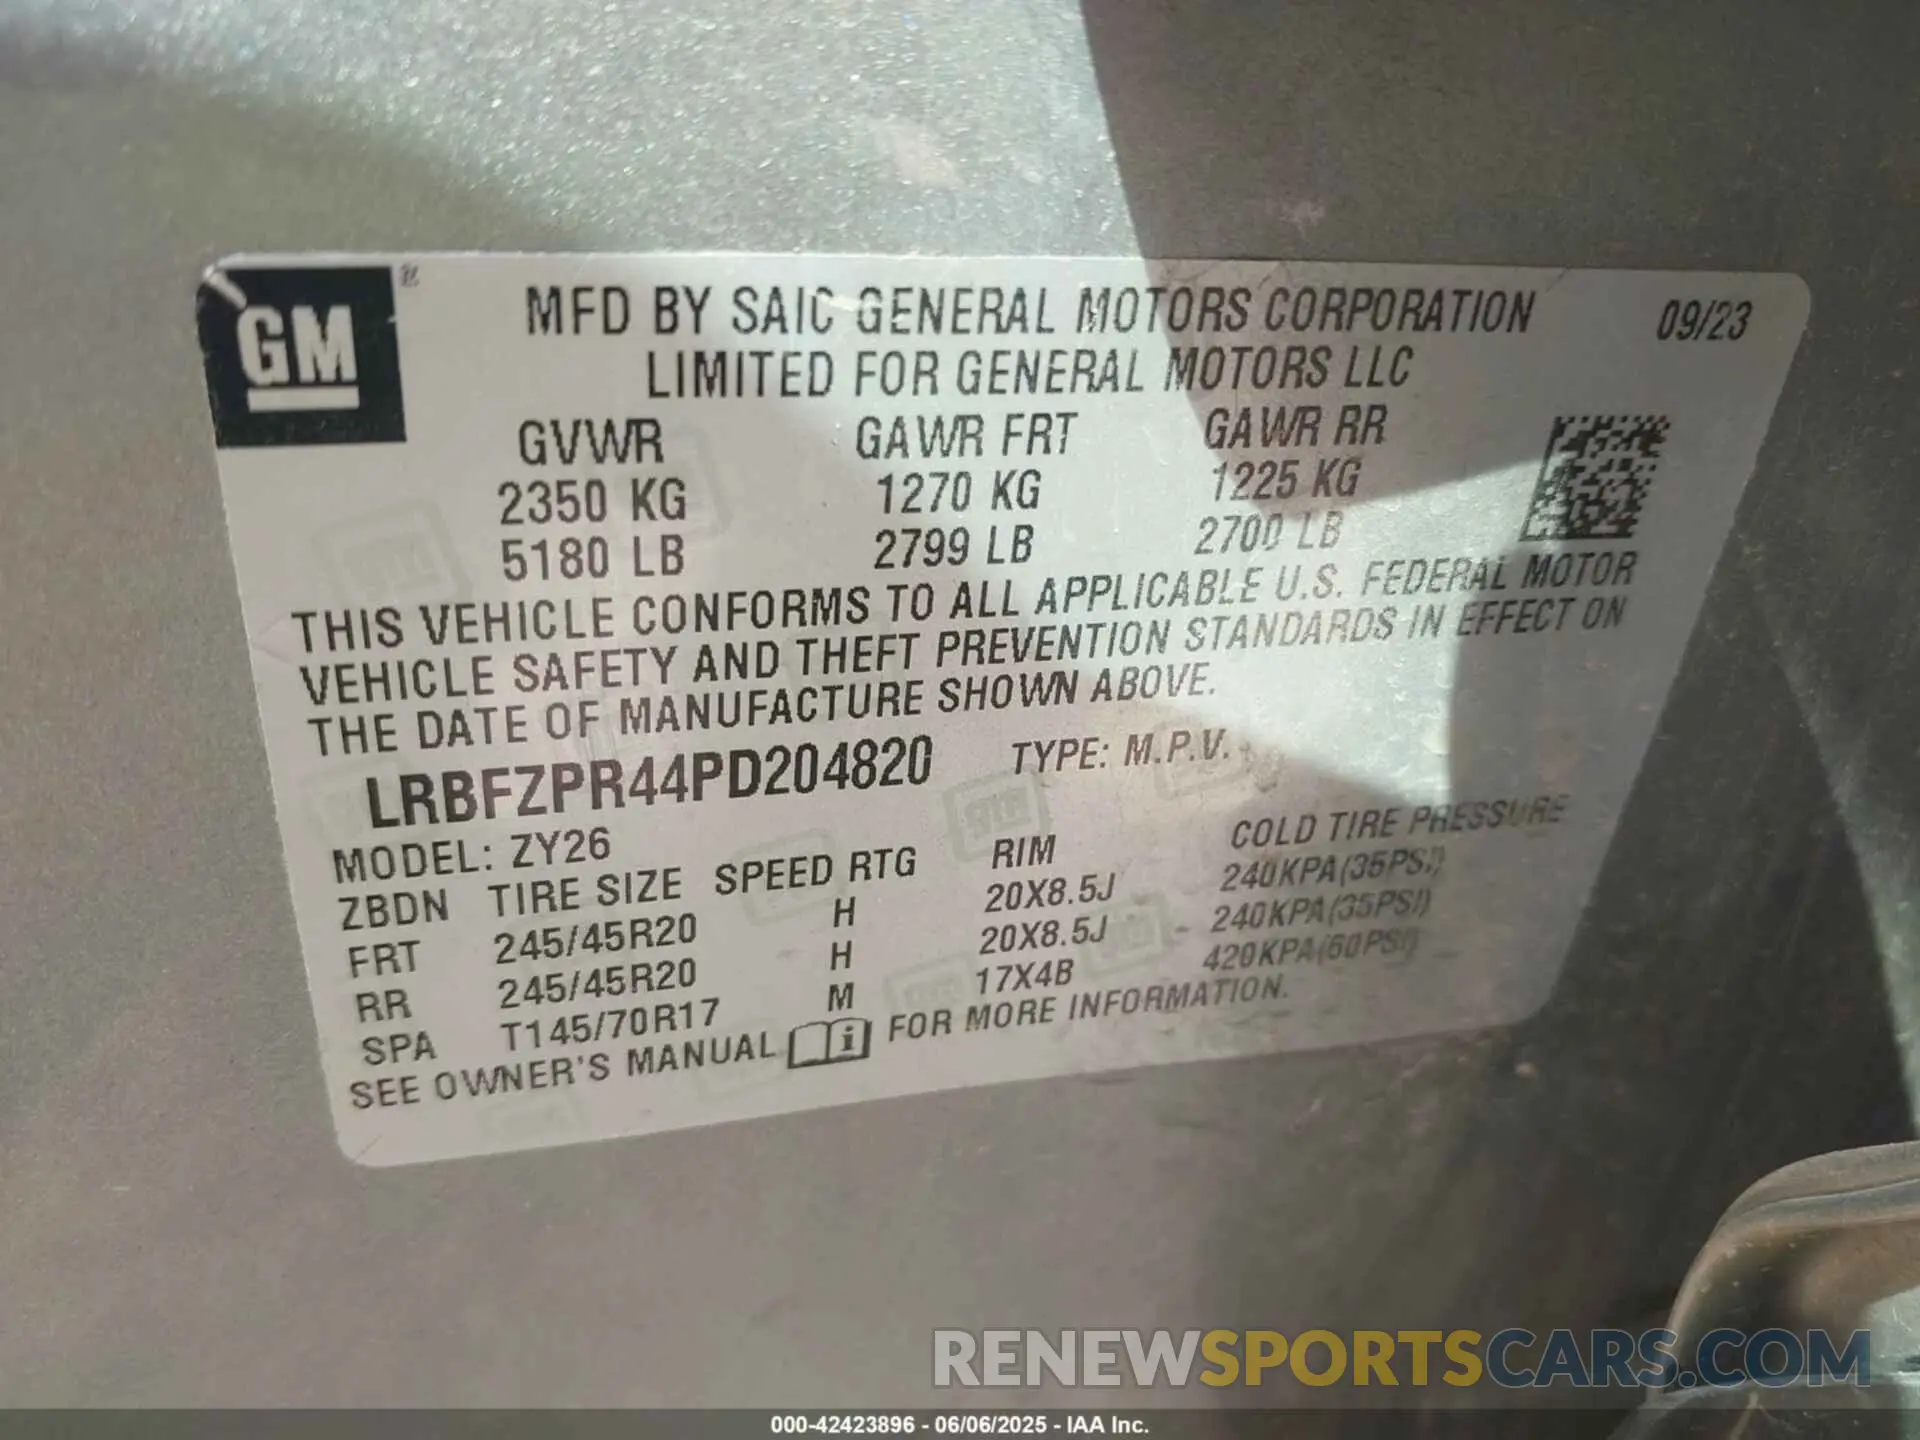 GM ®
MFD BY SAIC GENERAL MOTORS CORPORATION 09/23
LIMITED FOR GENERAL MOTORS LLC
GVWR GAWR FRT GAWR RR
2350 KG 1270 KG 1225 KG
5180 LB 2799 LB 2700 LB
THIS VEHICLE CONFORMS TO ALL APPLICABLE U.S. FEDERAL MOTOR
VEHICLE SAFETY AND THEFT PREVENTION STANDARDS IN EFFECT ON
THE DATE OF MANUFACTURE SHOWN ABOVE.
LRBFZPR44PD204820 TYPE: M.P.V.
MODEL: ZY26
ZBDN TIRE SIZE SPEED RTG RIM COLD TIRE PRESSURE
FRT 245/45R20 H 20X8.5J 240KPA(35PSI)
RR 245/45R20 H 20X8.5J 240KPA(35PSI)
SPA T145/70R17 M 17X4B 420KPA(60PSI)
SEE OWNER'S MANUAL i FOR MORE INFORMATION.
RENEWSPORTSCARS.COM
000-42423896 - 06/06/2025 - IAA Inc.